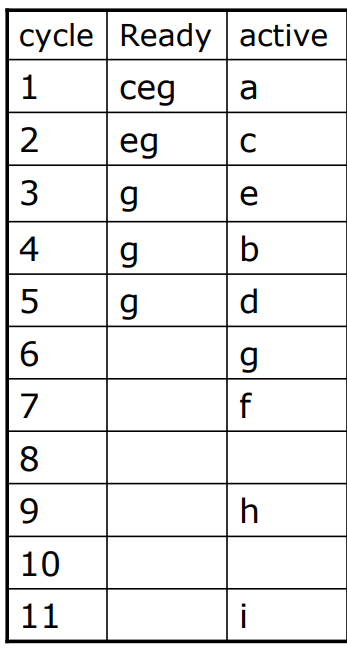 cycle Ready active
1 ceg a
2 eg c
3 g e
4 g b
5 g d
6 g
7 f
8
9 h
10
11 i